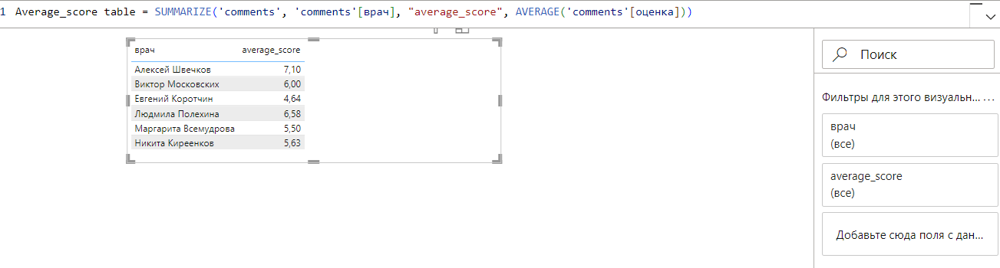 1 Average_score table = SUMMARIZE('comments', 'comments'[врач], "average_score", AVERAGE('comments'[оценка]))
врач average_score
Алексей Швечков 7,10
Виктор Московских 6,00
Евгений Коротчин 4,64
Людмила Полехина 6,58
Маргарита Всемудрова 5,50
Никита Киреенков 5,63
Поиск
Фильтры для этого визуальн... ...
врач
(все)
average_score
(все)
Добавьте сюда поля с дан...